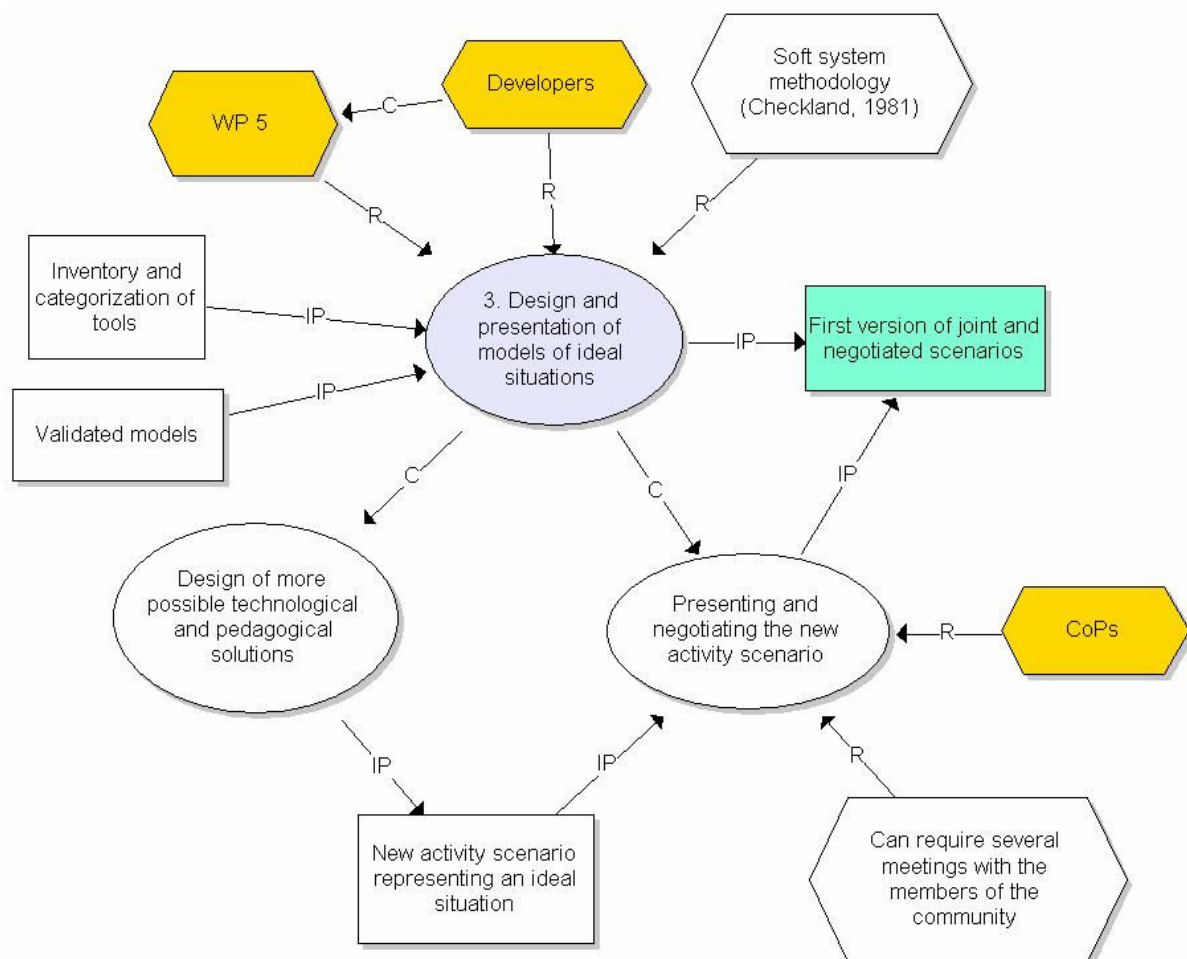 Soft system
methodology
(Checkland, 1981)
Developers
C
WP 5
R
R
R
Inventory and
categorization of
tools
IP
3. Design and
presentation of
models of ideal
situations
IP
First version of joint and
negotiated scenarios
Validated models
IP
C
C
IP
Design of more
possible technological
and pedagogical
solutions
Presenting and
negotiating the new
activity scenario
R
CoPs
IP
IP
R
New activity scenario
representing an ideal
situation
Can require several
meetings with the
members of the
community